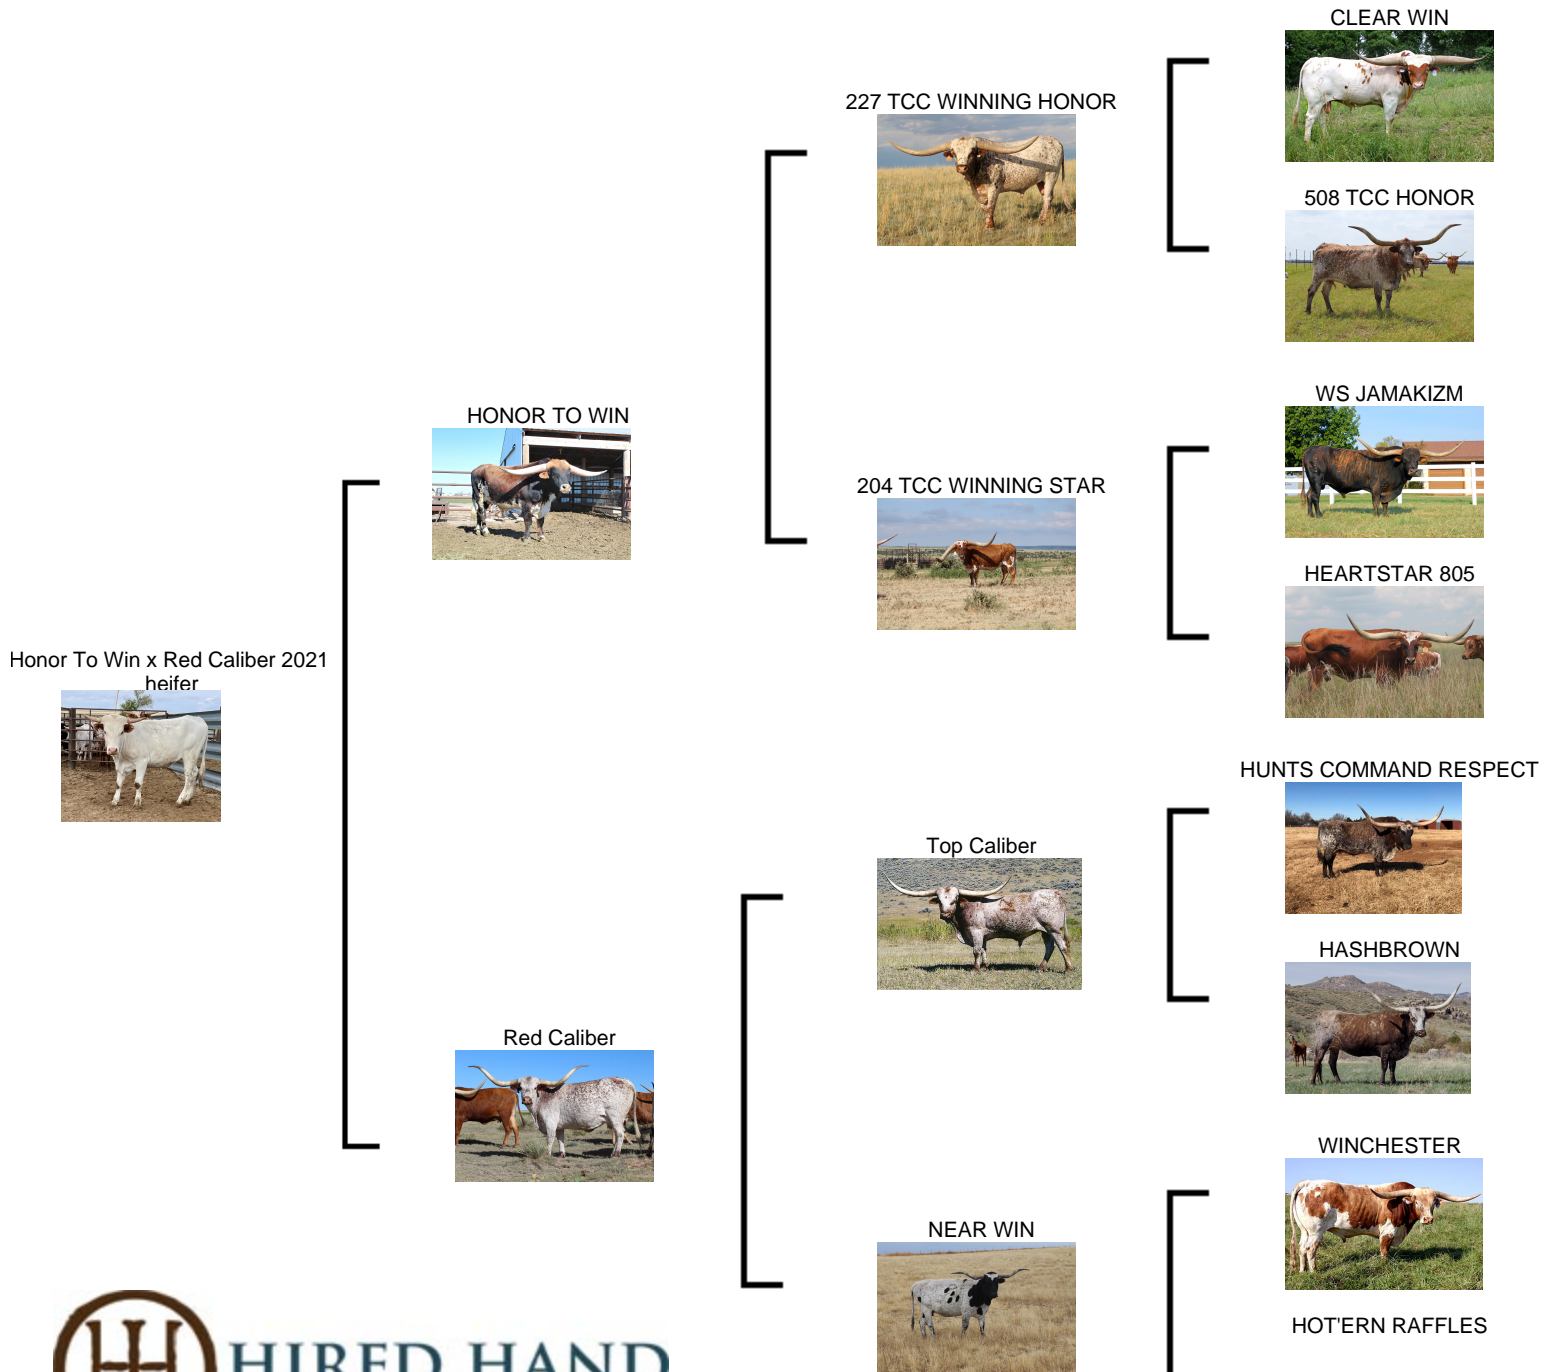 CLEAR WIN
227 TCC WINNING HONOR
508 TCC HONOR
WS JAMAKIZM
HONOR TO WIN
204 TCC WINNING STAR
HEARTSTAR 805
Honor To Win x Red Caliber 2021
heifer
HUNTS COMMAND RESPECT
Top Caliber
HASHBROWN
Red Caliber
WINCHESTER
NEAR WIN
HOT'ERN RAFFLES
HIRED HAND